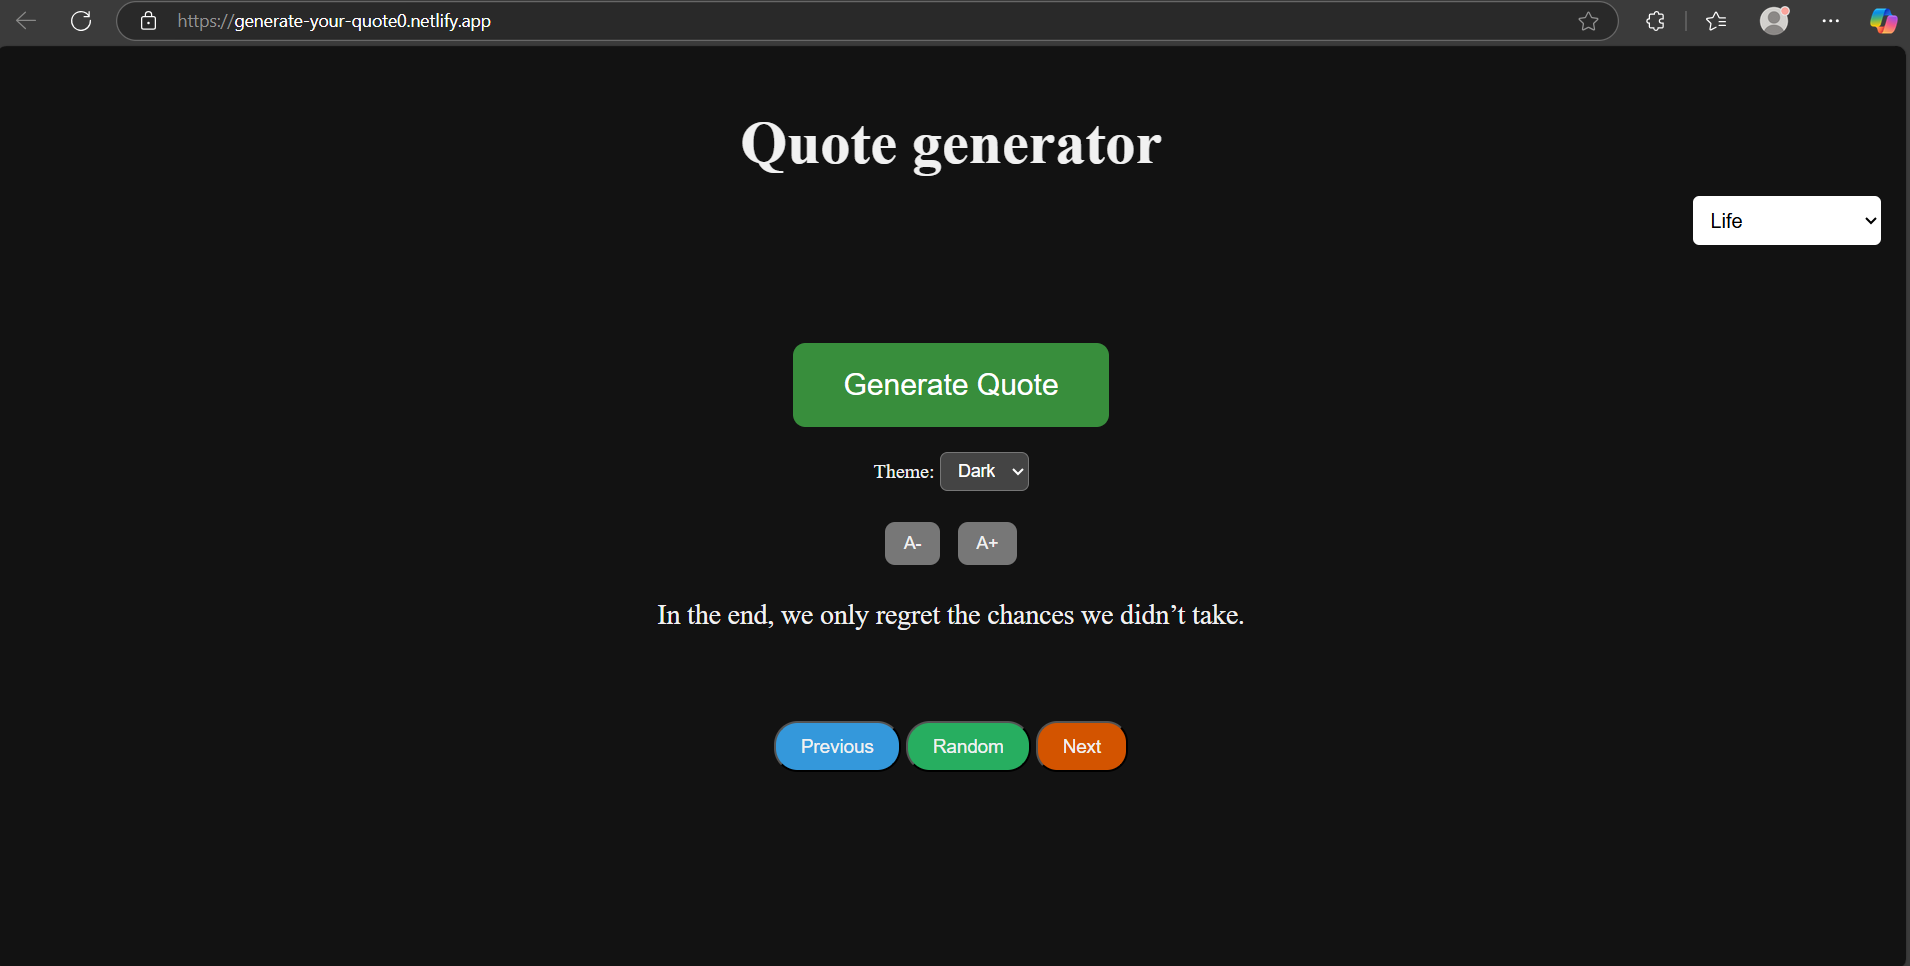 https://generate-your-quote0.netlify.app
Quote generator
Life
Generate Quote
Theme: Dark
A- A+
In the end, we only regret the chances we didn’t take.
Previous Random Next